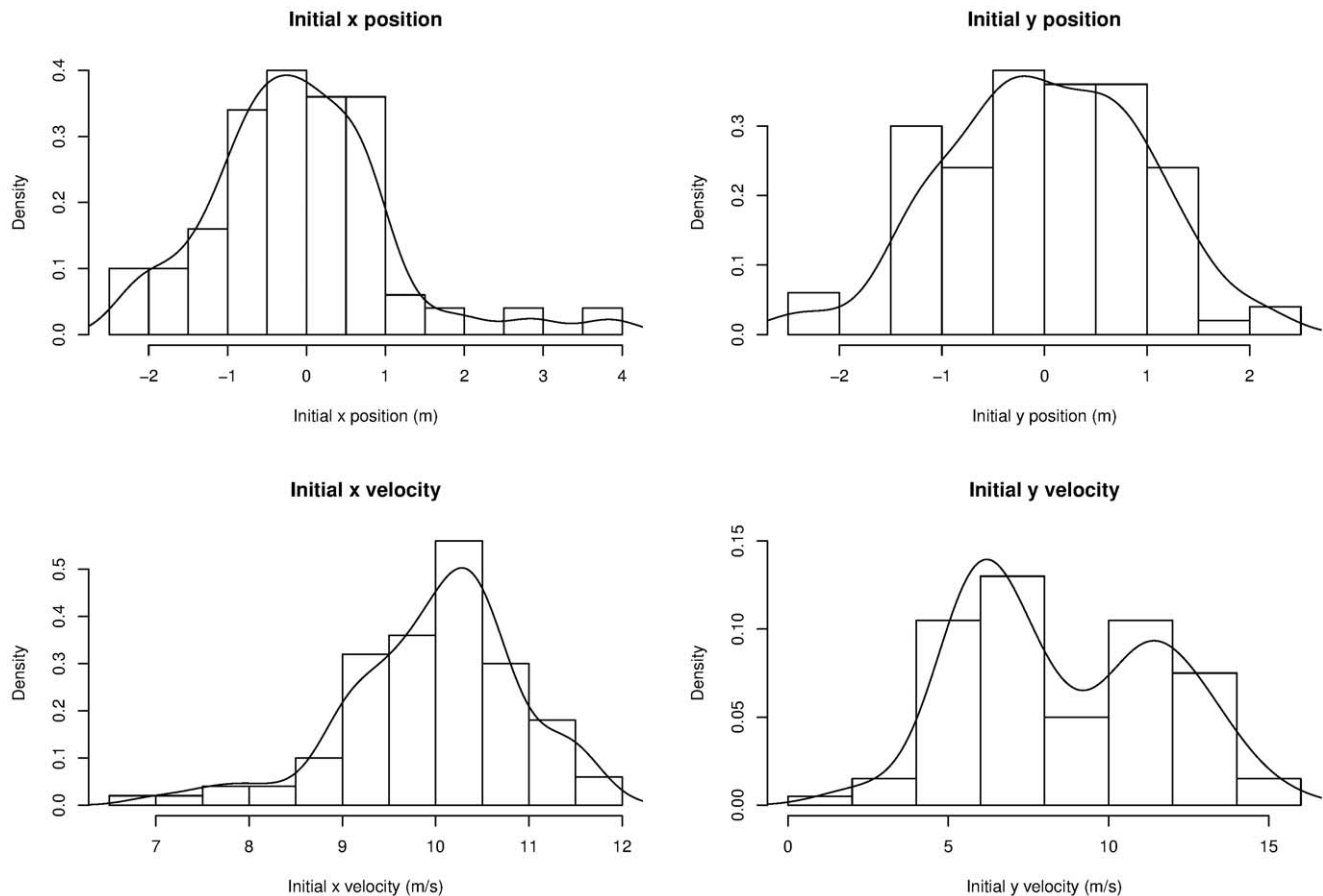 Initial x position
Density
0.0
0.1
0.2
0.3
0.4
−2 −1 0 1 2 3 4
Initial x position (m)
Initial y position
Density
0.0
0.1
0.2
0.3
−2 −1 0 1 2
Initial y position (m)
Initial x velocity
Density
0.0
0.1
0.2
0.3
0.4
0.5
7 8 9 10 11 12
Initial x velocity (m/s)
Initial y velocity
Density
0.00
0.05
0.10
0.15
0 5 10 15
Initial y velocity (m/s)